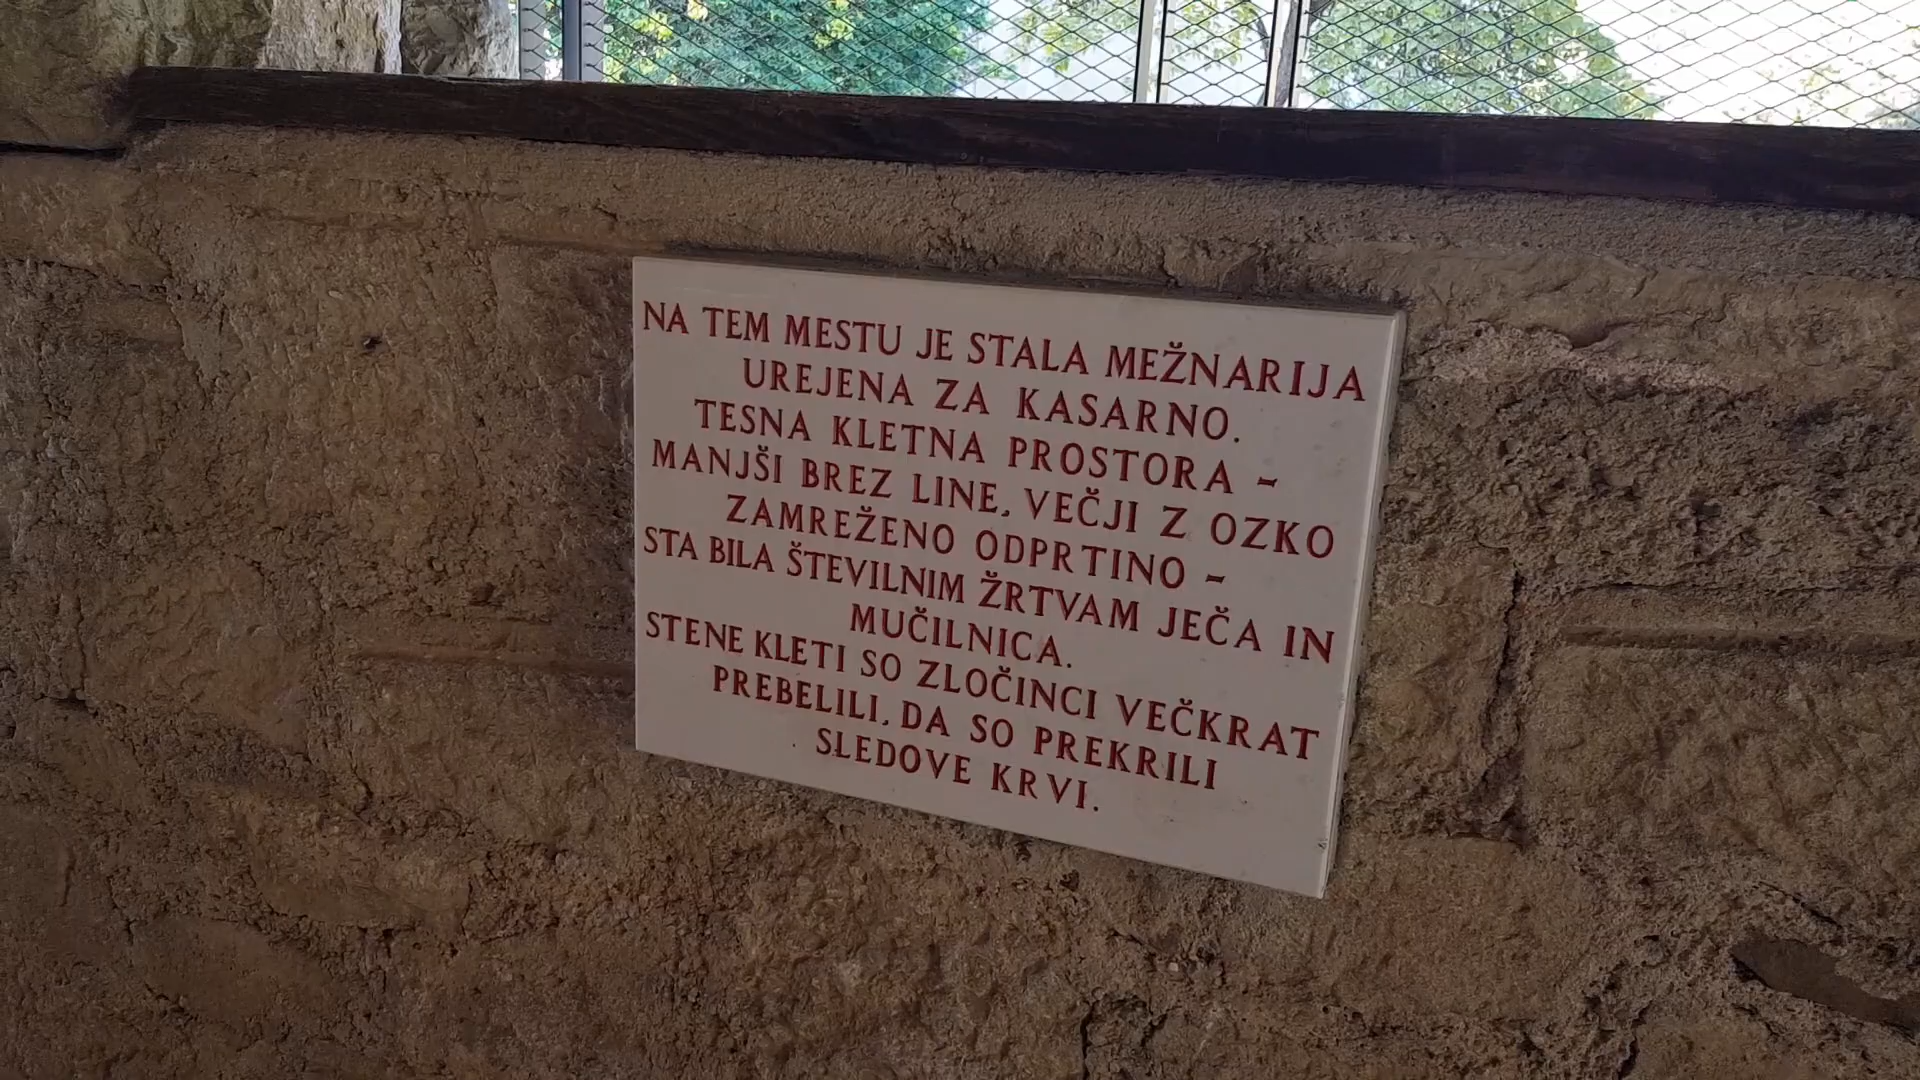 NA TEM MESTU JE STALA MEŽNARIJA
UREJENA ZA KASARNO.
TESNA KLETNA PROSTORA -
MANJŠI BREZ LINE, VEČJI Z OZKO
ZAMREŽENO ODPRTINO -
STA BILA ŠTEVILNIM ŽRTVAM JEČA IN
MUČILNICA.
STENE KLETI SO ZLOČINCI VEČKRAT
PREBELILI, DA SO PREKRILI
SLEDOVE KRVI.